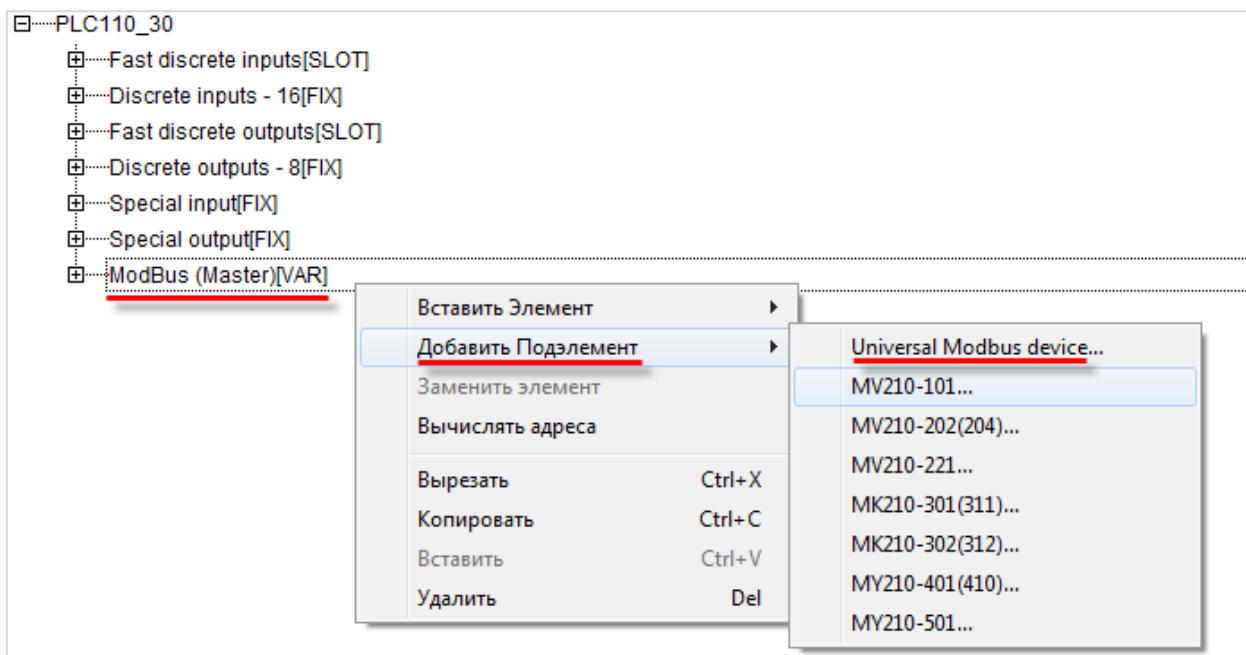 PLC110_30
Fast discrete inputs[SLOT]
Discrete inputs - 16[FIX]
Fast discrete outputs[SLOT]
Discrete outputs - 8[FIX]
Special input[FIX]
Special output[FIX]
ModBus (Master)[VAR]
Вставить Элемент
Добавить Подэлемент
Заменить элемент
Вычислять адреса
Вырезать Ctrl+X
Копировать Ctrl+C
Вставить Ctrl+V
Удалить Del
Universal Modbus device...
MV210-101...
MV210-202(204)...
MV210-221...
MK210-301(311)...
MK210-302(312)...
MY210-401(410)...
MY210-501...